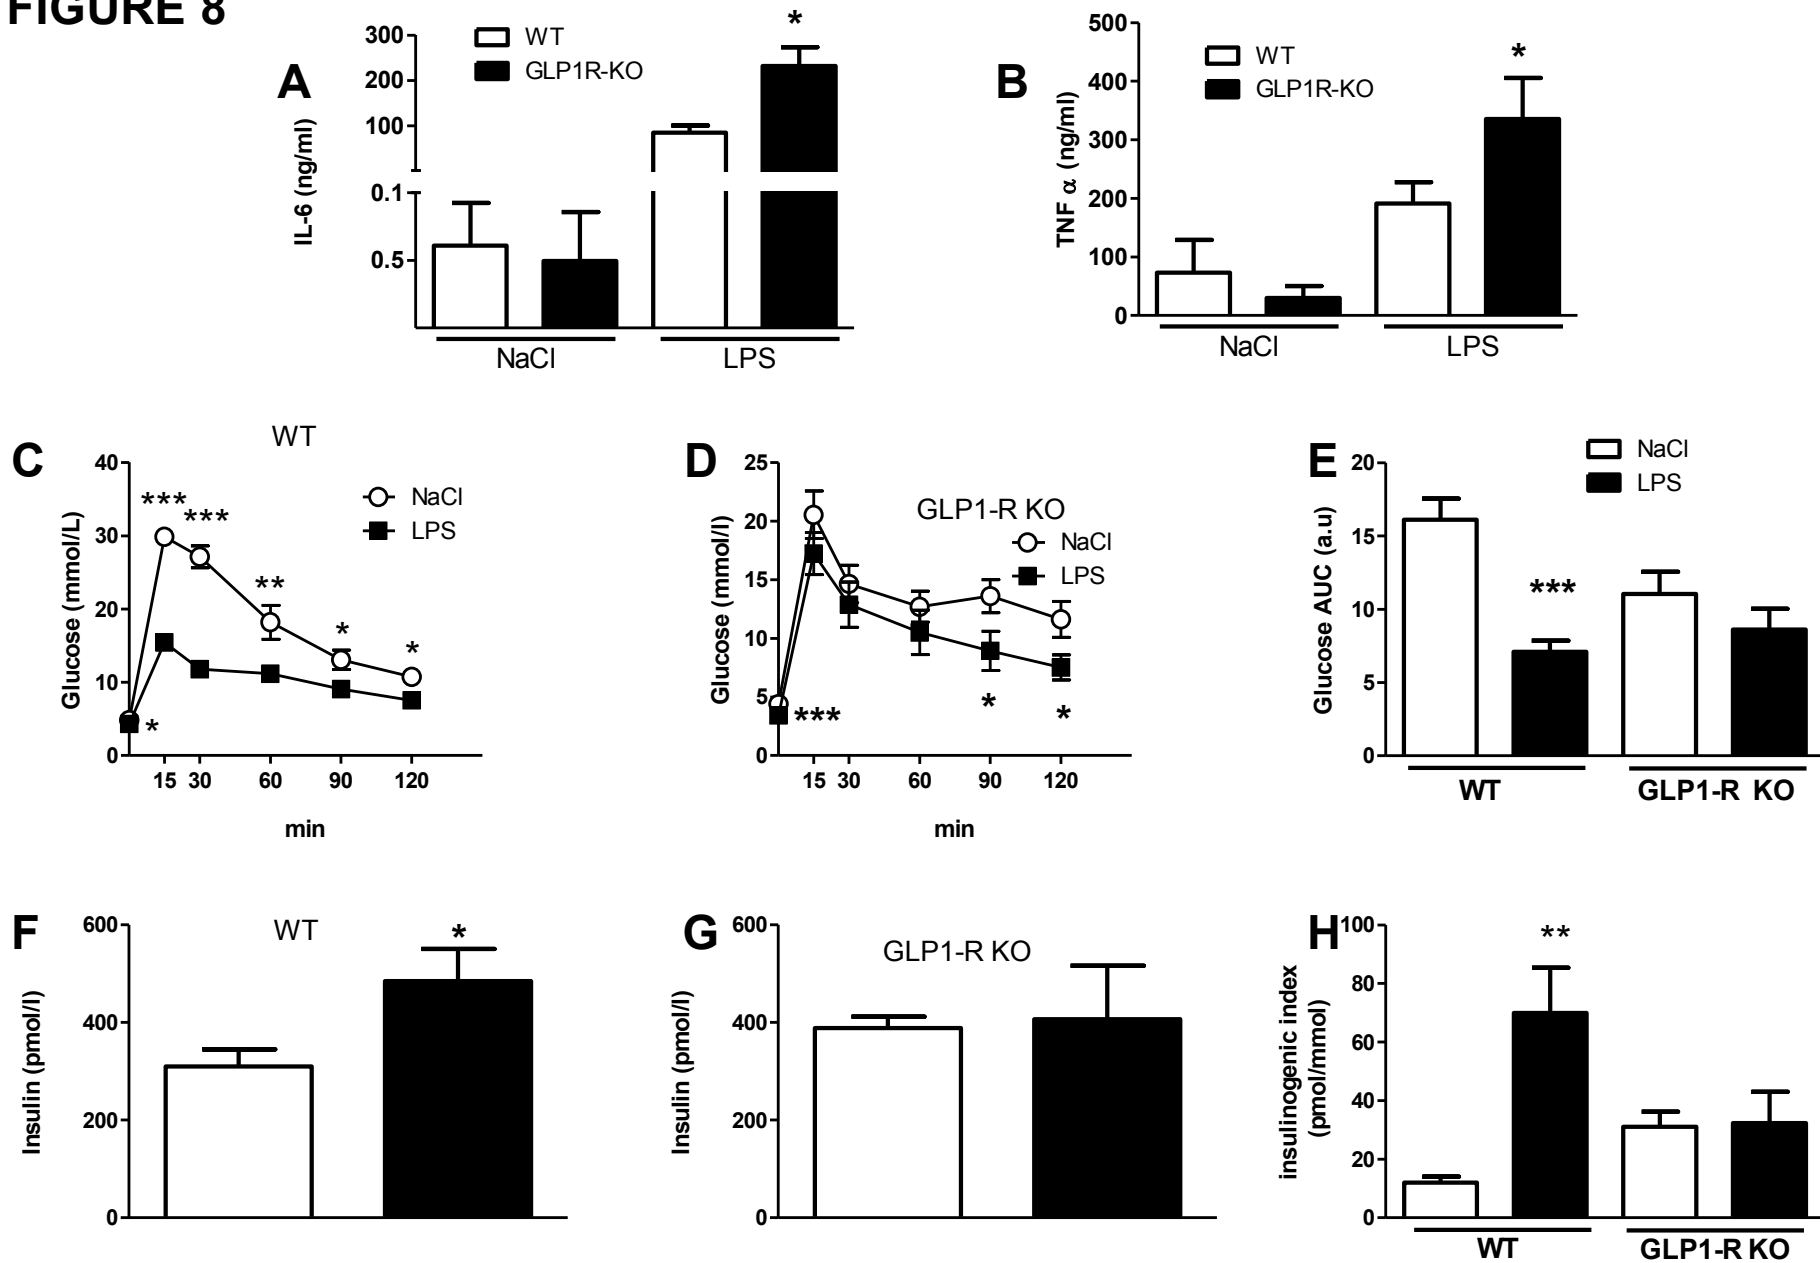 FIGURE 8
A
IL-6 (ng/ml)
300
200
100
0.1
0.5
WT
GLP1R-KO
*
NaCl
LPS
B
TNF α (ng/ml)
500
400
300
200
100
0
WT
GLP1R-KO
*
NaCl
LPS
C
WT
Glucose (mmol/L)
40
30
20
10
0
***
***
**
*
*
*
NaCl
LPS
15 30 60 90 120
min
D
GLP1-R KO
Glucose (mmol/l)
25
20
15
10
5
0
NaCl
LPS
***
*
*
15 30 60 90 120
min
E
Glucose AUC (a.u)
20
15
10
5
0
NaCl
LPS
***
WT
GLP1-R KO
F
WT
Insulin (pmol/l)
600
400
200
0
*
G
GLP1-R KO
Insulin (pmol/l)
600
400
200
0
H
insulinogenic index
(pmol/mmol)
100
80
60
40
20
0
**
WT
GLP1-R KO